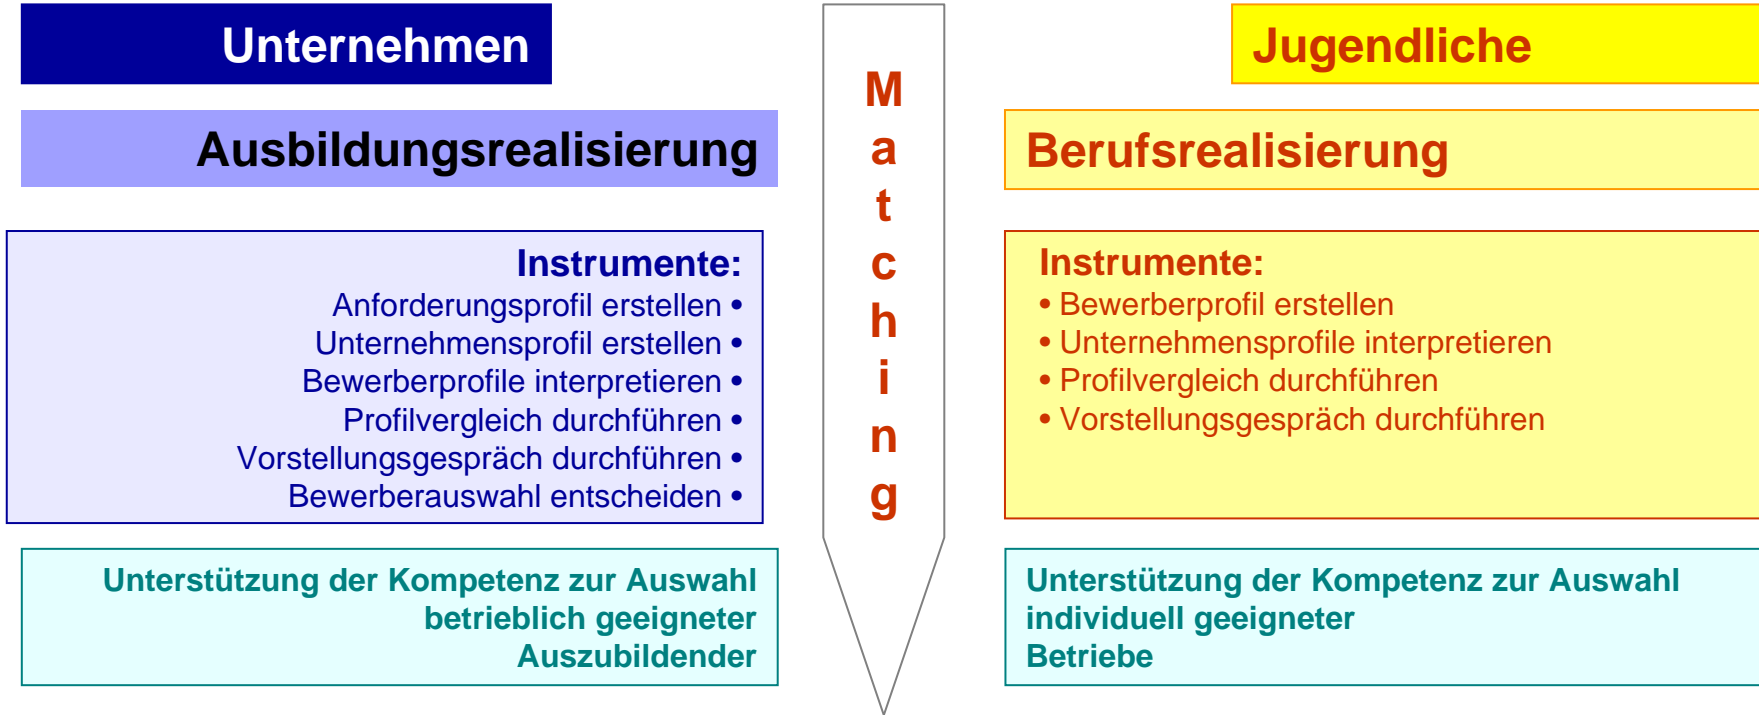 Unternehmen
Ausbildungsrealisierung
Instrumente:
Anforderungsprofil erstellen •
Unternehmensprofil erstellen •
Bewerberprofile interpretieren •
Profilvergleich durchführen •
Vorstellungsgespräch durchführen •
Bewerberauswahl entscheiden •
Unterstützung der Kompetenz zur Auswahl
betrieblich geeigneter
Auszubildender
M
a
t
c
h
i
n
g
Jugendliche
Berufsrealisierung
Instrumente:
• Bewerberprofil erstellen
• Unternehmensprofile interpretieren
• Profilvergleich durchführen
• Vorstellungsgespräch durchführen
Unterstützung der Kompetenz zur Auswahl
individuell geeigneter
Betriebe